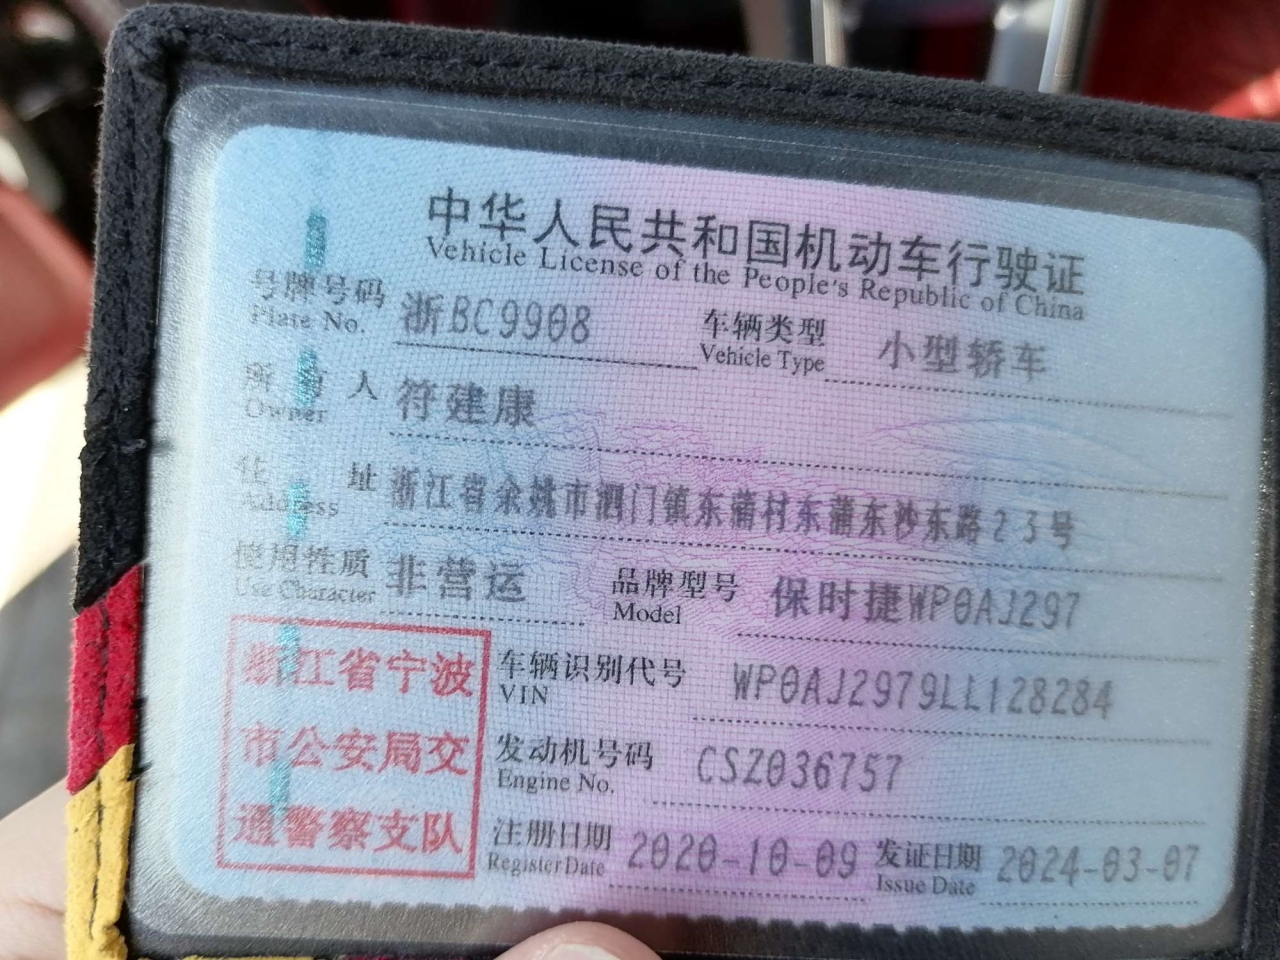 中华人民共和国机动车行驶证
Vehicle License of the People's Republic of China
号牌号码 浙BC9908 车辆类型 小型轿车
Plate No. Vehicle Type
所有人 符建康
Owner
住址 浙江省余姚市泗门镇东蒲村东蒲东沙东路23号
Address
使用性质 非营运 品牌型号 保时捷WP0AJ297
Use Character Model
浙江省宁波
市公安局交
通警察支队
车辆识别代号 WP0AJ2979LL128284
VIN
发动机号码 CSZ036757
Engine No.
注册日期 2020-10-09 发证日期 2024-03-07
Register Date Issue Date